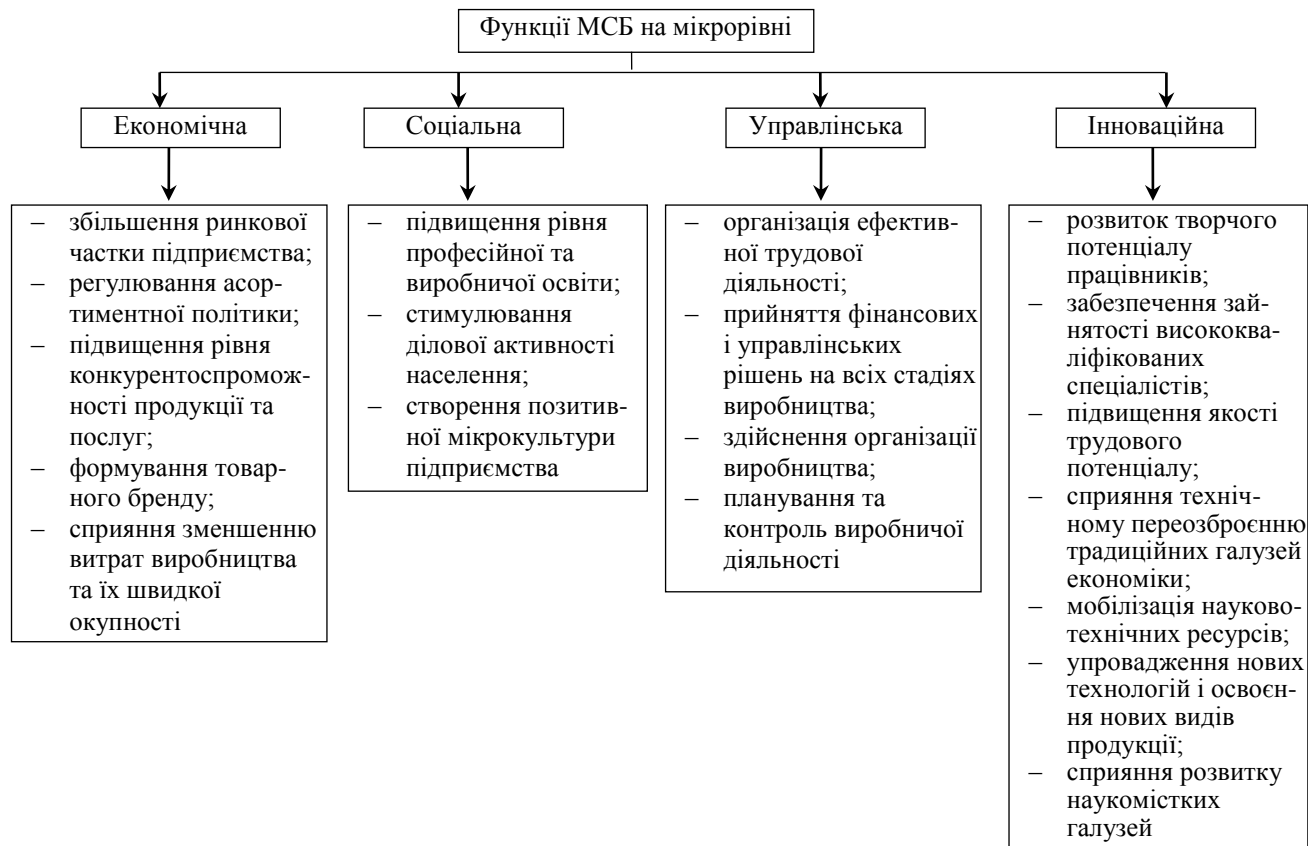 Функції МСБ на мікрорівні
Економічна
Соціальна
Управлінська
Інноваційна
– збільшення ринкової
частки підприємства;
– регулювання асор-
тиментної політики;
– підвищення рівня
конкурентоспромож-
ності продукції та
послуг;
– формування товар-
ного бренду;
– сприяння зменшенню
витрат виробництва
та їх швидкої
окупності
– підвищення рівня
професійної та
виробничої освіти;
– стимулювання
ділової активності
населення;
– створення позитив-
ної мікрокультури
підприємства
– організація ефектив-
ної трудової
діяльності;
– прийняття фінансових
і управлінських
рішень на всіх стадіях
виробництва;
– здійснення організації
виробництва;
– планування та
контроль виробничої
діяльності
– розвиток творчого
потенціалу
працівників;
– забезпечення зай-
нятості висококва-
ліфікованих
спеціалістів;
– підвищення якості
трудового
потенціалу;
– сприяння техніч-
ному переозброєнню
традиційних галузей
економіки;
– мобілізація науково-
технічних ресурсів;
– упровадження нових
технологій і освоєн-
ня нових видів
продукції;
– сприяння розвитку
наукомістких
галузей